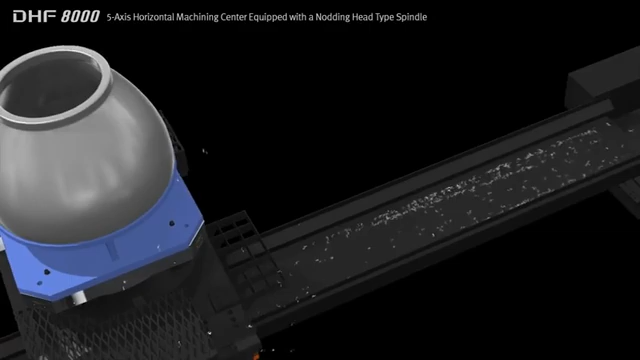 DHF 8000 5-Axis Horizontal Machining Center Equipped with a Nodding Head Type Spindle